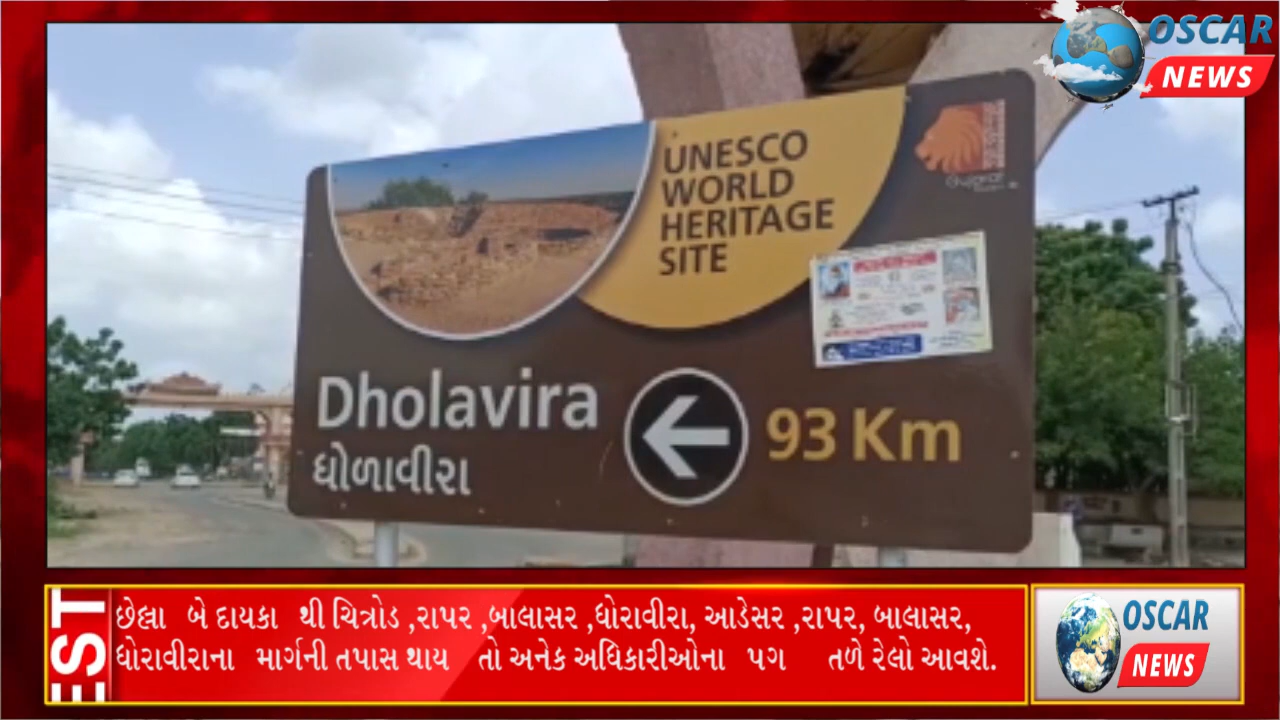 OSCAR
NEWS
UNESCO
WORLD
HERITAGE
SITE
Dholavira
ધોળાવીરા
93 Km
EST
છેલ્લા બે દાયકા થી ચિત્રોડ ,રાપર ,બાલાસર ,ધોરાવીરા, આડેસર ,રાપર, બાલાસર,
ધોરાવીરાના માર્ગની તપાસ થાય તો અનેક અધિકારીઓના પગ તળે રેલો આવશે.
OSCAR
NEWS